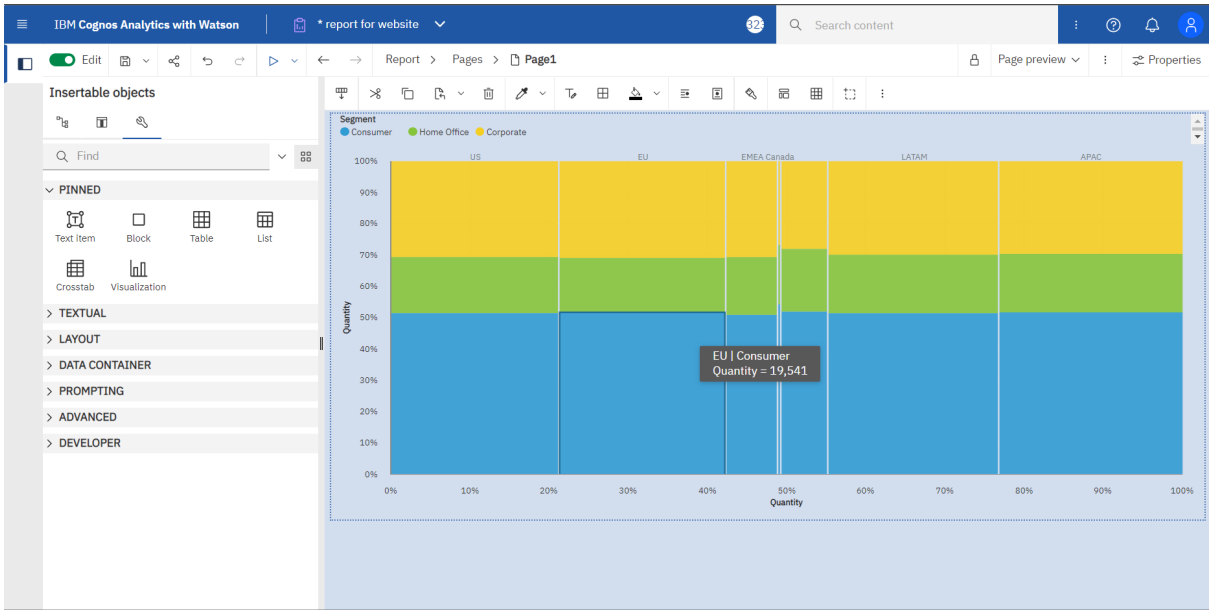 IBM Cognos Analytics with Watson
* report for website
323
Search content
Edit
Report > Pages > Page1
Page preview
Properties
Insertable objects
Find
PINNED
Text item Block Table List
Crosstab Visualization
TEXTUAL
LAYOUT
DATA CONTAINER
PROMPTING
ADVANCED
DEVELOPER
Segment
Consumer Home Office Corporate
US EU EMEA Canada LATAM APAC
100%
90%
80%
70%
60%
50%
40%
30%
20%
10%
0%
Quantity
EU | Consumer
Quantity = 19,541
0% 10% 20% 30% 40% 50% 60% 70% 80% 90% 100%
Quantity